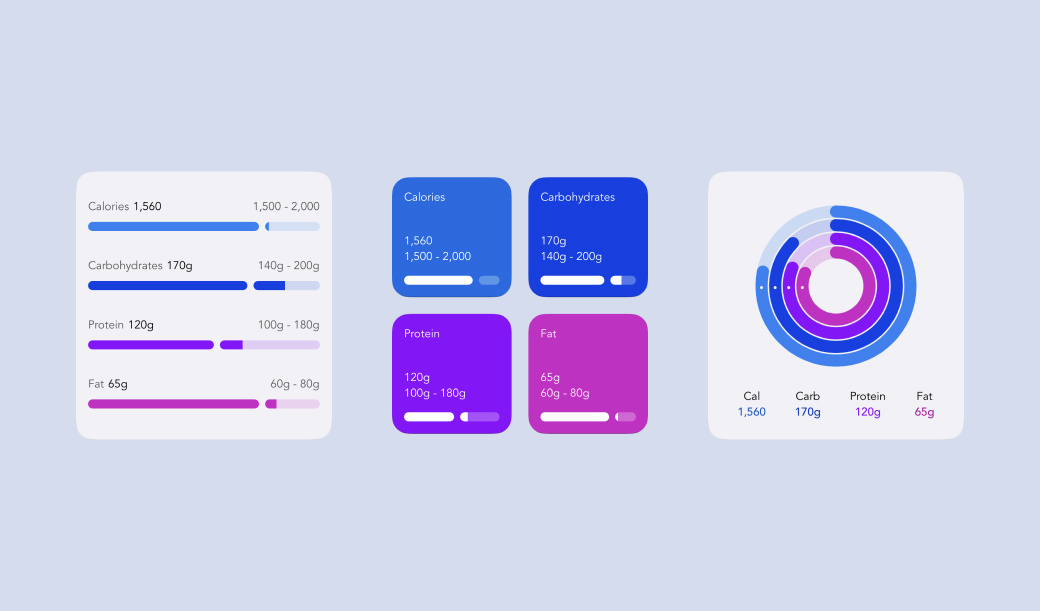 Calories 1,560 1,500 - 2,000
Carbohydrates 170g 140g - 200g
Protein 120g 100g - 180g
Fat 65g 60g - 80g
Calories
1,560
1,500 - 2,000
Carbohydrates
170g
140g - 200g
Protein
120g
100g - 180g
Fat
65g
60g - 80g
Cal Carb Protein Fat
1,560 170g 120g 65g